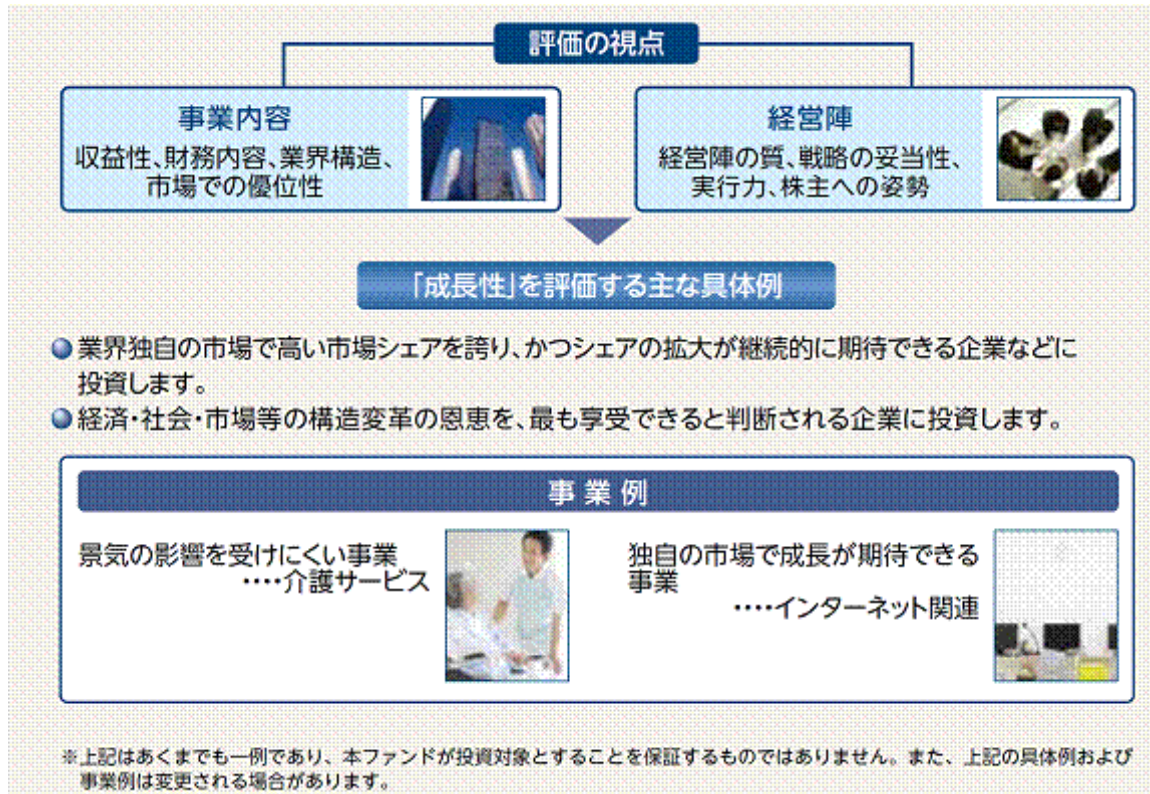 評価の視点
事業内容
収益性、財務内容、業界構造、
市場での優位性
経営陣
経営陣の質、戦略の妥当性、
実行力、株主への姿勢
「成長性」を評価する主な具体例
業界独自の市場で高い市場シェアを誇り、かつシェアの拡大が継続的に期待できる企業などに
投資します。
経済・社会・市場等の構造変革の恩恵を、最も享受できると判断される企業に投資します。
事業例
景気の影響を受けにくい事業
‥‥介護サービス
独自の市場で成長が期待できる
事業
‥‥インターネット関連
※上記はあくまでも一例であり、本ファンドが投資対象とすることを保証するものではありません。また、上記の具体例および
事業例は変更される場合があります。